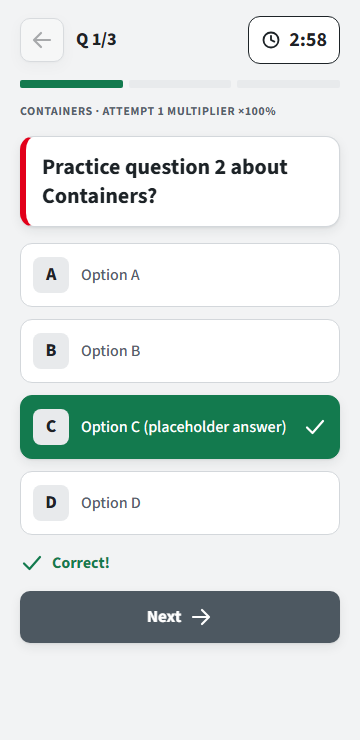 Q 1/3
2:58
CONTAINERS · ATTEMPT 1 MULTIPLIER ×100%
Practice question 2 about
Containers?
A Option A
B Option B
C Option C (placeholder answer)
D Option D
Correct!
Next